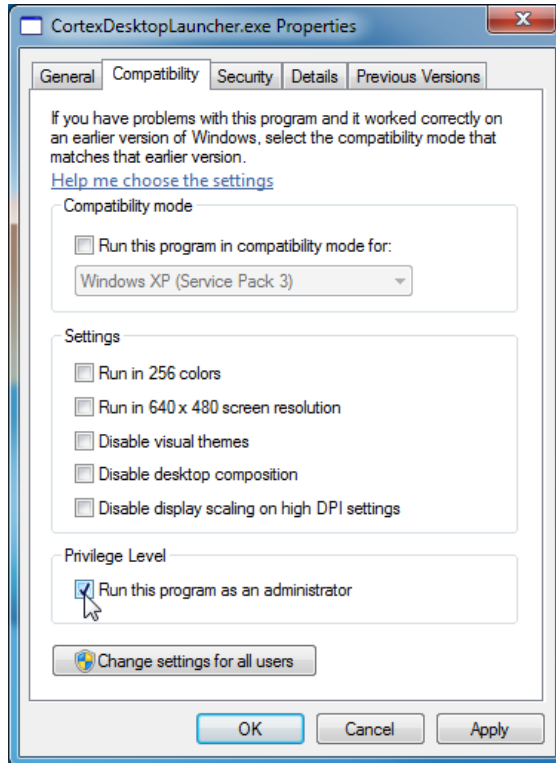 CortexDesktopLauncher.exe Properties
General Compatibility Security Details Previous Versions
If you have problems with this program and it worked correctly on
an earlier version of Windows, select the compatibility mode that
matches that earlier version.
Help me choose the settings
Compatibility mode
Run this program in compatibility mode for:
Windows XP (Service Pack 3)
Settings
Run in 256 colors
Run in 640 x 480 screen resolution
Disable visual themes
Disable desktop composition
Disable display scaling on high DPI settings
Privilege Level
Run this program as an administrator
Change settings for all users
OK Cancel Apply